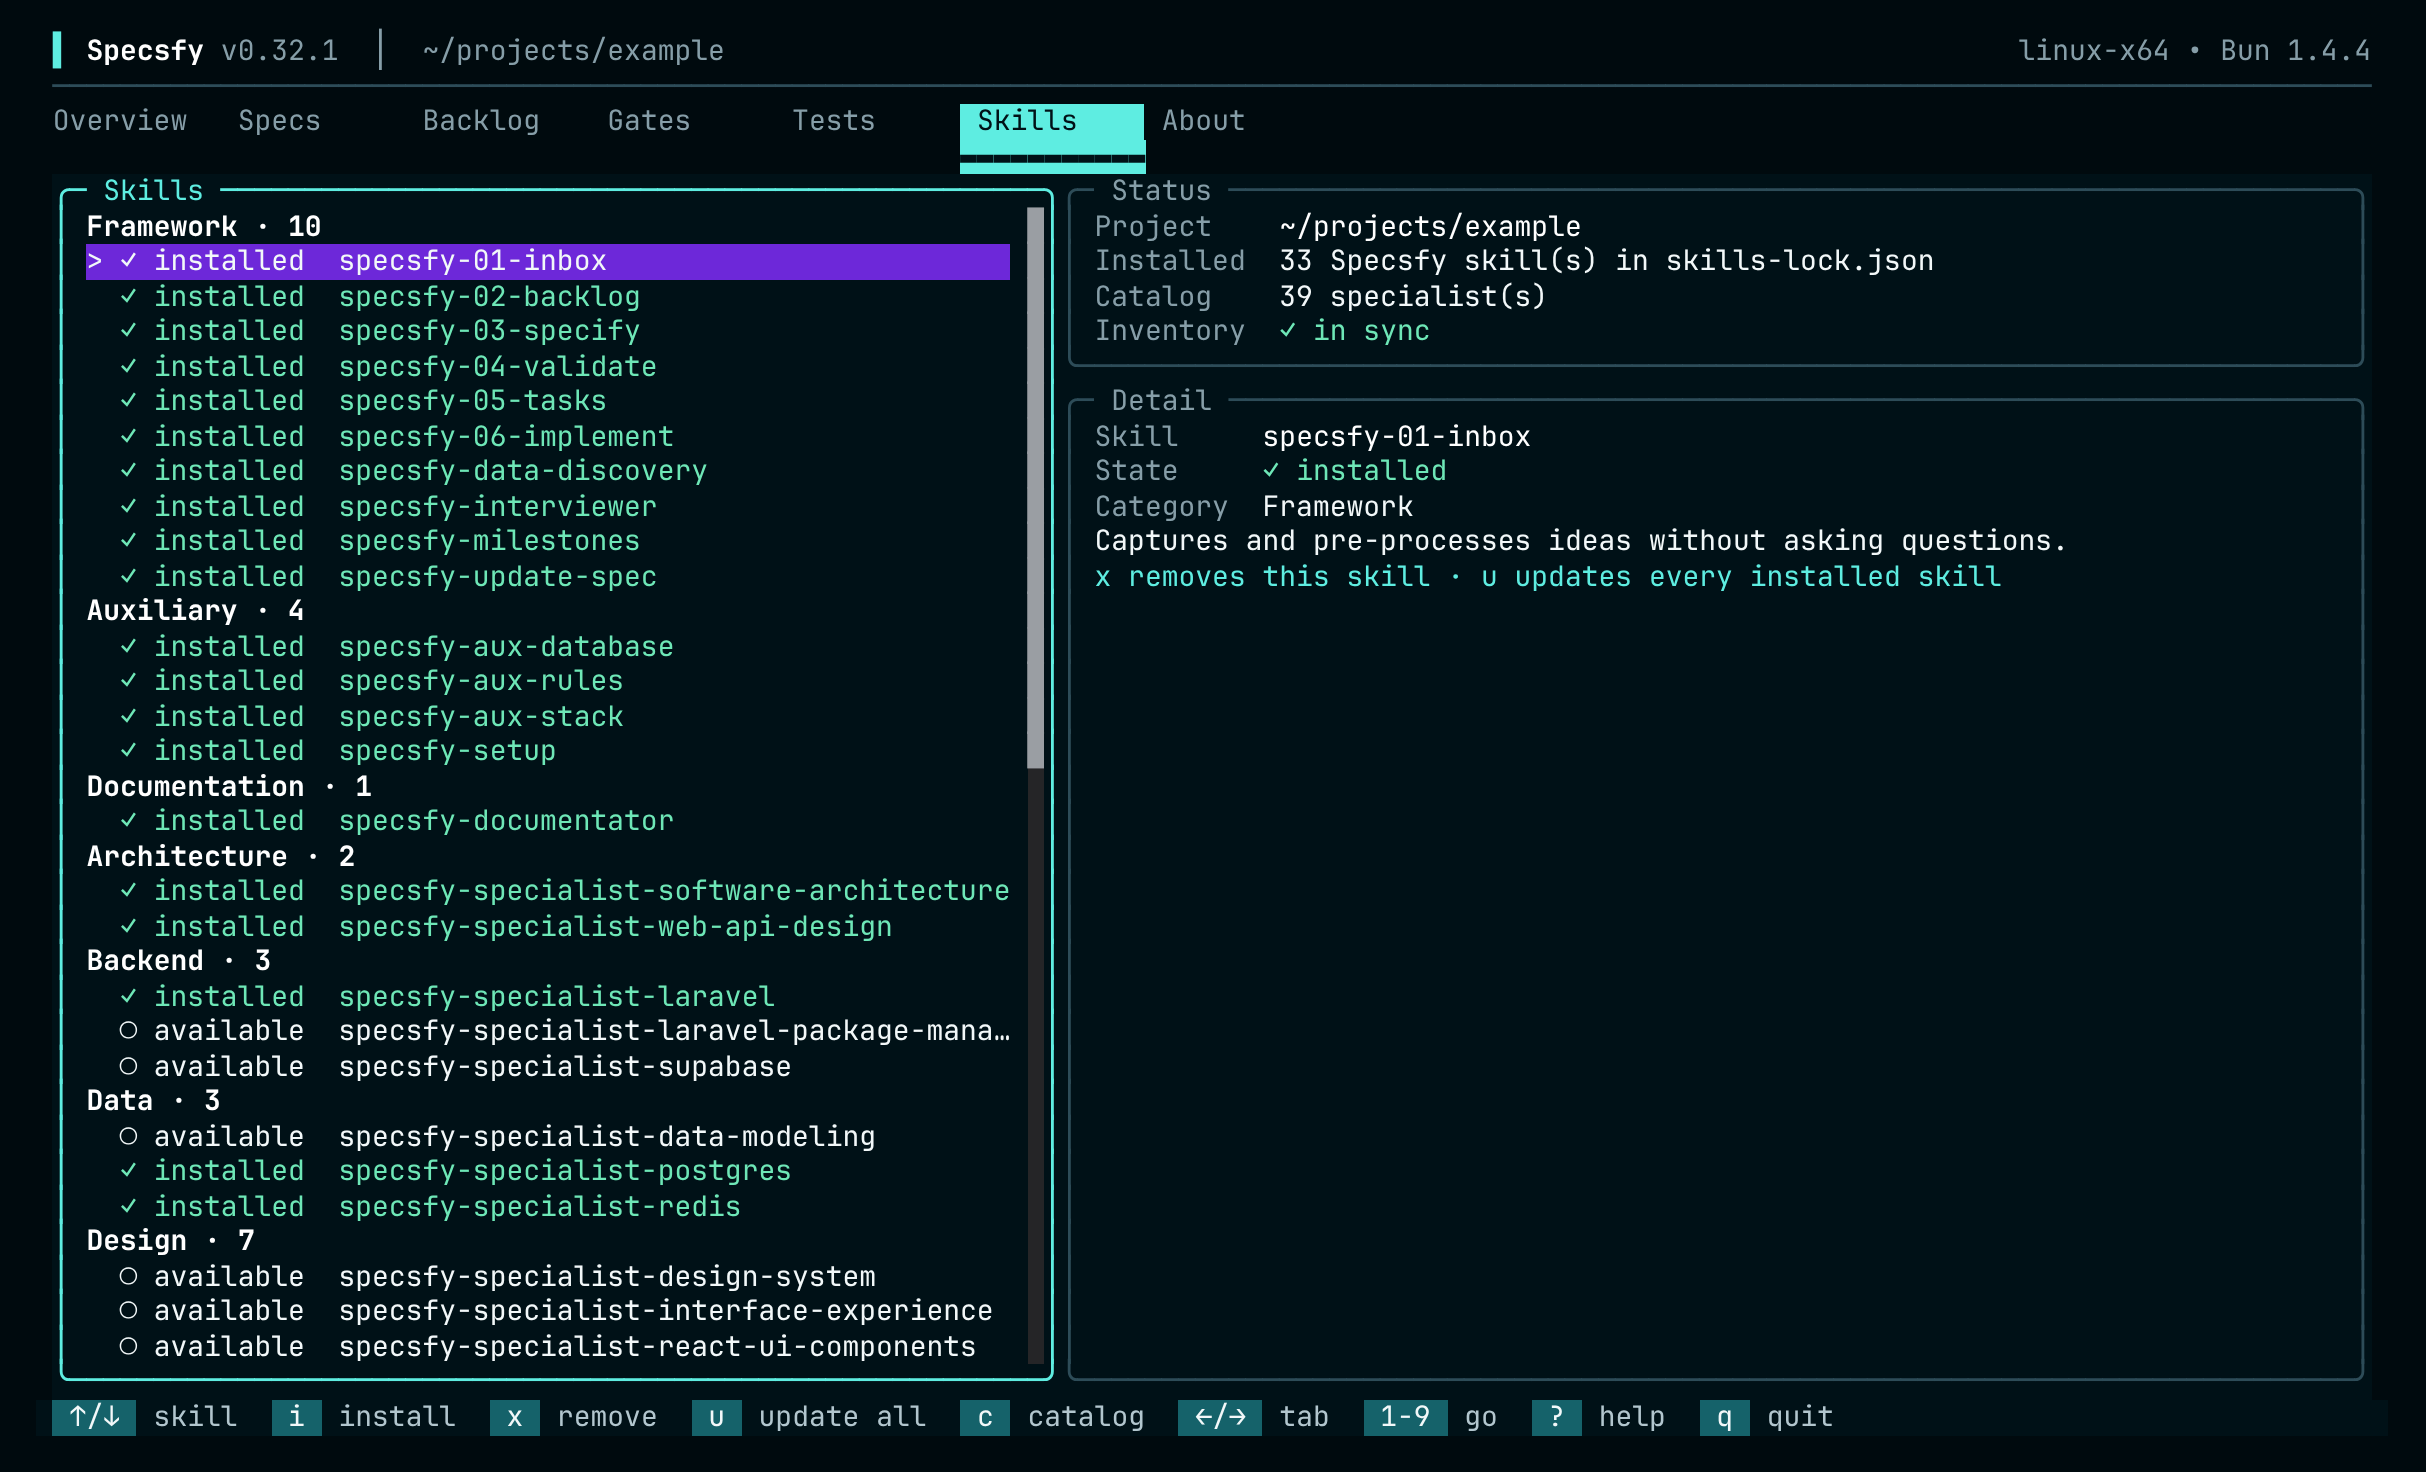 Specsfy v0.32.1 │ ~/projects/example linux-x64 • Bun 1.4.4
Overview Specs Backlog Gates Tests Skills About
Skills
Framework · 10
> ✓ installed specsfy-01-inbox
✓ installed specsfy-02-backlog
✓ installed specsfy-03-specify
✓ installed specsfy-04-validate
✓ installed specsfy-05-tasks
✓ installed specsfy-06-implement
✓ installed specsfy-data-discovery
✓ installed specsfy-interviewer
✓ installed specsfy-milestones
✓ installed specsfy-update-spec
Auxiliary · 4
✓ installed specsfy-aux-database
✓ installed specsfy-aux-rules
✓ installed specsfy-aux-stack
✓ installed specsfy-setup
Documentation · 1
✓ installed specsfy-documentator
Architecture · 2
✓ installed specsfy-specialist-software-architecture
✓ installed specsfy-specialist-web-api-design
Backend · 3
✓ installed specsfy-specialist-laravel
○ available specsfy-specialist-laravel-package-mana…
○ available specsfy-specialist-supabase
Data · 3
○ available specsfy-specialist-data-modeling
✓ installed specsfy-specialist-postgres
✓ installed specsfy-specialist-redis
Design · 7
○ available specsfy-specialist-design-system
○ available specsfy-specialist-interface-experience
○ available specsfy-specialist-react-ui-components
Status
Project ~/projects/example
Installed 33 Specsfy skill(s) in skills-lock.json
Catalog 39 specialist(s)
Inventory ✓ in sync
Detail
Skill specsfy-01-inbox
State ✓ installed
Category Framework
Captures and pre-processes ideas without asking questions.
x removes this skill · u updates every installed skill
↑/↓ skill i install x remove u update all c catalog ←/→ tab 1-9 go ? help q quit